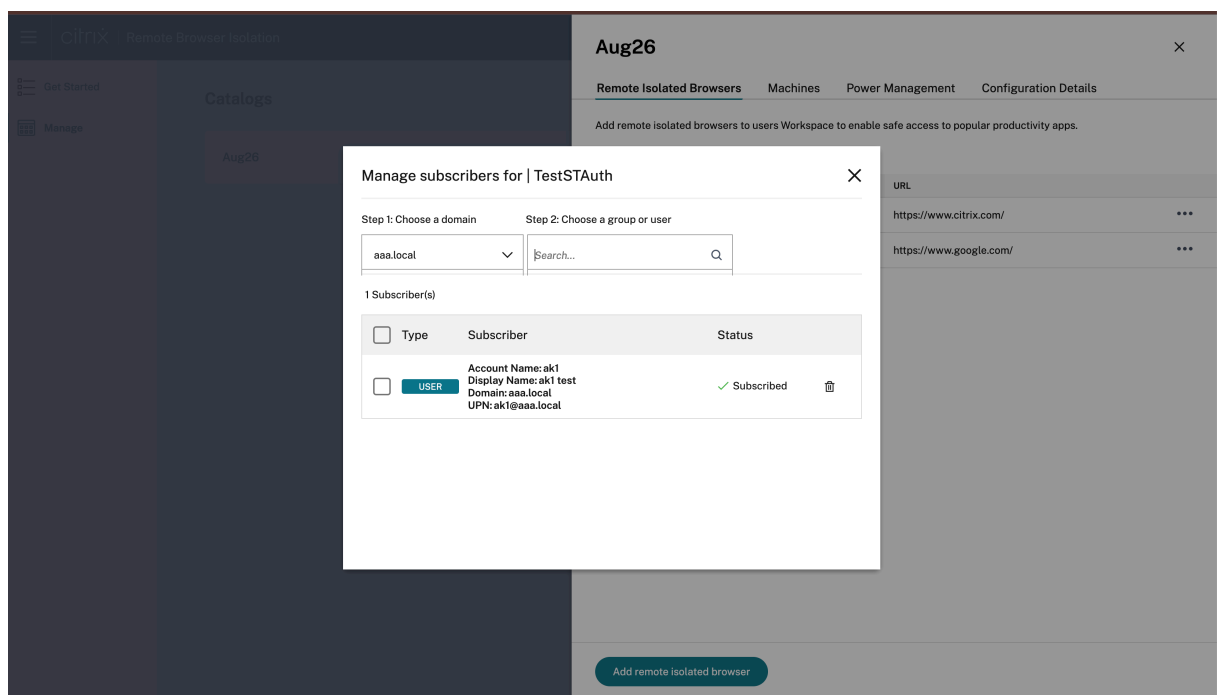 citrix | Remote Browser Isolation
Get Started
Manage
Catalogs
Aug26
Aug26
Remote Isolated Browsers Machines Power Management Configuration Details
Add remote isolated browsers to users Workspace to enable safe access to popular productivity apps.
URL
https://www.citrix.com/
https://www.google.com/
Add remote isolated browser
Manage subscribers for | TestSTAuth
Step 1: Choose a domain Step 2: Choose a group or user
aaa.local Search...
1 Subscriber(s)
Type Subscriber Status
USER
Account Name: ak1
Display Name: ak1 test
Domain: aaa.local
UPN: ak1@aaa.local
Subscribed